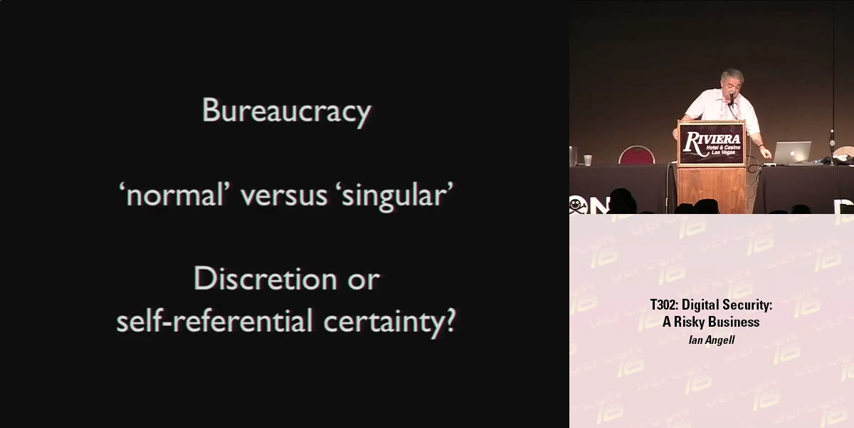 Bureaucracy
‘normal’ versus ‘singular’
Discretion or
self-referential certainty?
RIVIERA
Hotel & Casino
Las Vegas
T302: Digital Security:
A Risky Business
Ian Angell